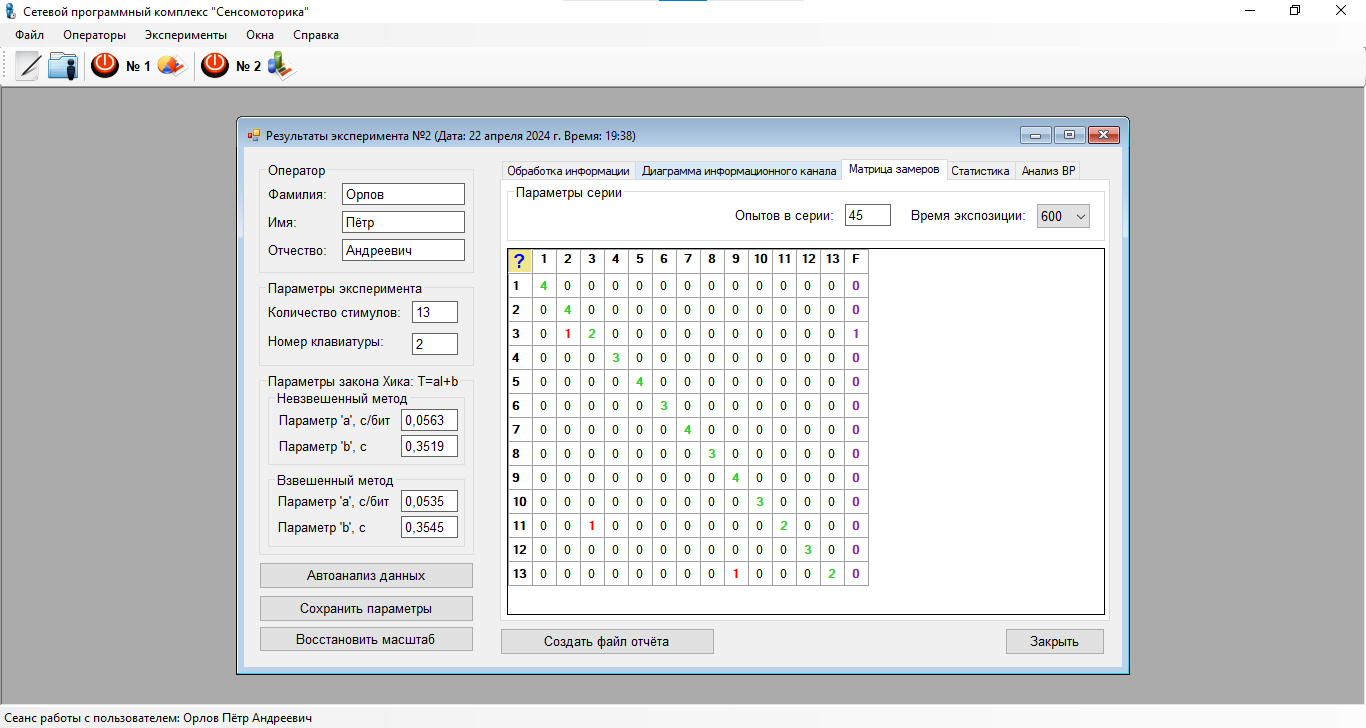 Сетевой программный комплекс "Сенсомоторика"
Файл Операторы Эксперименты Окна Справка
№ 1 № 2
Результаты эксперимента №2 (Дата: 22 апреля 2024 г. Время: 19:38)
Оператор
Фамилия: Орлов
Имя: Пётр
Отчество: Андреевич
Параметры эксперимента
Количество стимулов: 13
Номер клавиатуры: 2
Параметры закона Хика: T=aI+b
Невзвешенный метод
Параметр 'a', с/бит 0,0563
Параметр 'b', с 0,3519
Взвешенный метод
Параметр 'a', с/бит 0,0535
Параметр 'b', с 0,3545
Автоанализ данных
Сохранить параметры
Восстановить масштаб
Обработка информации Диаграмма информационного канала Матрица замеров Статистика Анализ ВР
Параметры серии
Опытов в серии: 45 Время экспозиции: 600
? 1 2 3 4 5 6 7 8 9 10 11 12 13 F
1 4 0 0 0 0 0 0 0 0 0 0 0 0 0
2 0 4 0 0 0 0 0 0 0 0 0 0 0 0
3 0 1 2 0 0 0 0 0 0 0 0 0 0 1
4 0 0 0 3 0 0 0 0 0 0 0 0 0 0
5 0 0 0 0 4 0 0 0 0 0 0 0 0 0
6 0 0 0 0 0 3 0 0 0 0 0 0 0 0
7 0 0 0 0 0 0 4 0 0 0 0 0 0 0
8 0 0 0 0 0 0 0 3 0 0 0 0 0 0
9 0 0 0 0 0 0 0 0 4 0 0 0 0 0
10 0 0 0 0 0 0 0 0 0 3 0 0 0 0
11 0 0 1 0 0 0 0 0 0 0 2 0 0 0
12 0 0 0 0 0 0 0 0 0 0 0 3 0 0
13 0 0 0 0 0 0 0 0 1 0 0 0 2 0
Создать файл отчёта Закрыть
Сеанс работы с пользователем: Орлов Пётр Андреевич